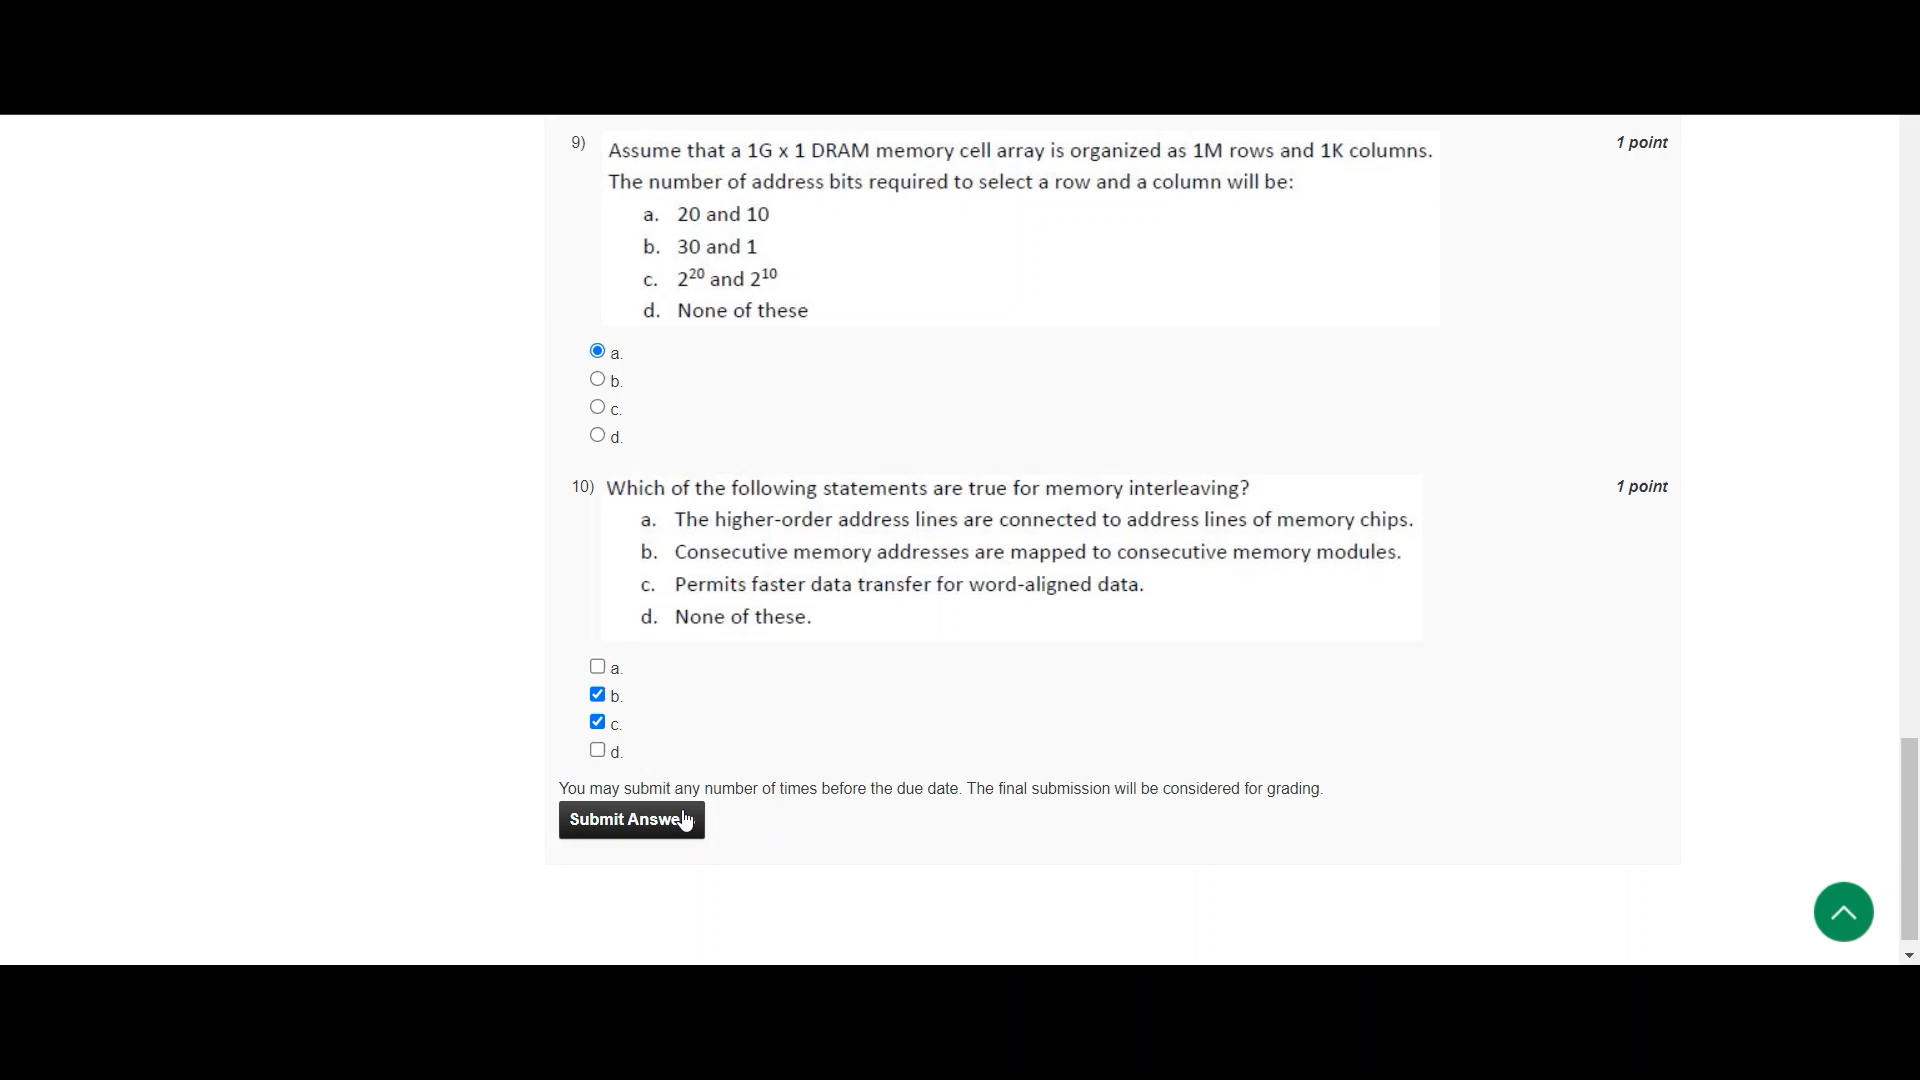 9) Assume that a 1G x 1 DRAM memory cell array is organized as 1M rows and 1K columns. 1 point
The number of address bits required to select a row and a column will be:
a. 20 and 10
b. 30 and 1
c. 2²⁰ and 2¹⁰
d. None of these
a.
b.
c.
d.
10) Which of the following statements are true for memory interleaving? 1 point
a. The higher-order address lines are connected to address lines of memory chips.
b. Consecutive memory addresses are mapped to consecutive memory modules.
c. Permits faster data transfer for word-aligned data.
d. None of these.
a.
b.
c.
d.
You may submit any number of times before the due date. The final submission will be considered for grading.
Submit Answe